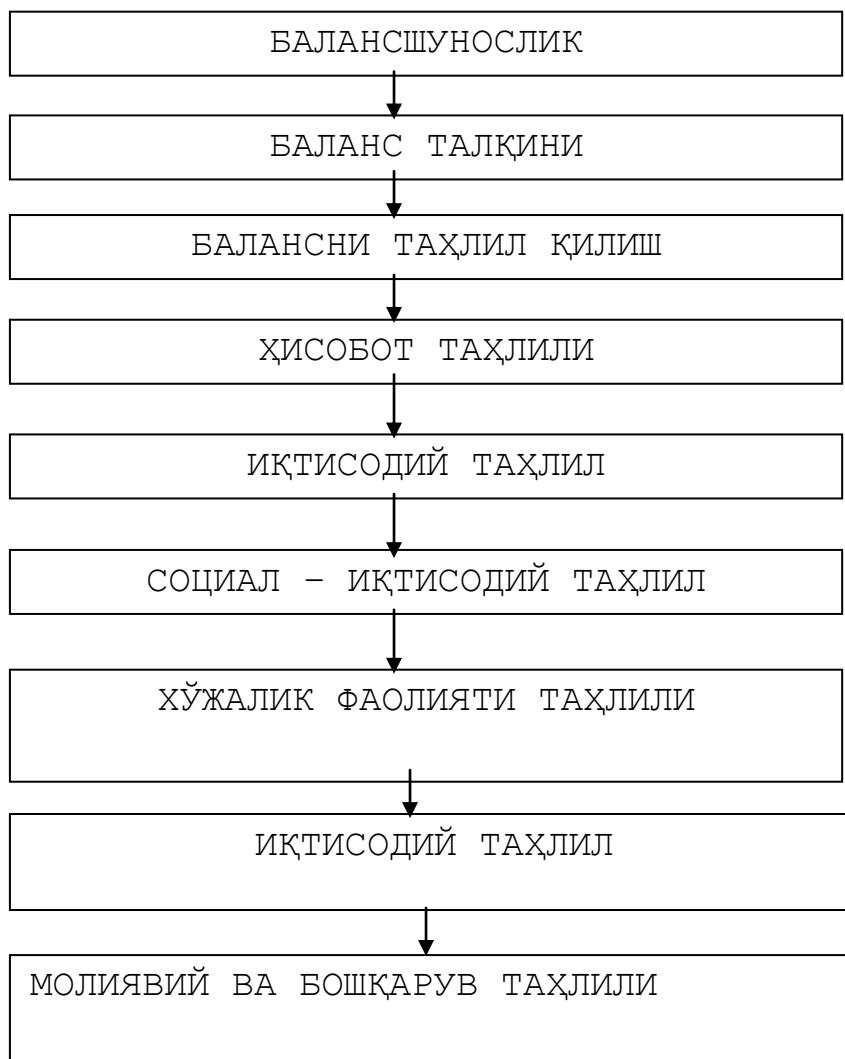 БАЛАНСШУНОСЛИК
БАЛАНС ТАЛҚИНИ
БАЛАНСНИ ТАҲЛИЛ ҚИЛИШ
ҲИСОБОТ ТАҲЛИЛИ
ИҚТИСОДИЙ ТАҲЛИЛ
СОЦИАЛ – ИҚТИСОДИЙ ТАҲЛИЛ
ХЎЖАЛИК ФАОЛИЯТИ ТАҲЛИЛИ
ИҚТИСОДИЙ ТАҲЛИЛ
МОЛИЯВИЙ ВА БОШҚАРУВ ТАҲЛИЛИ